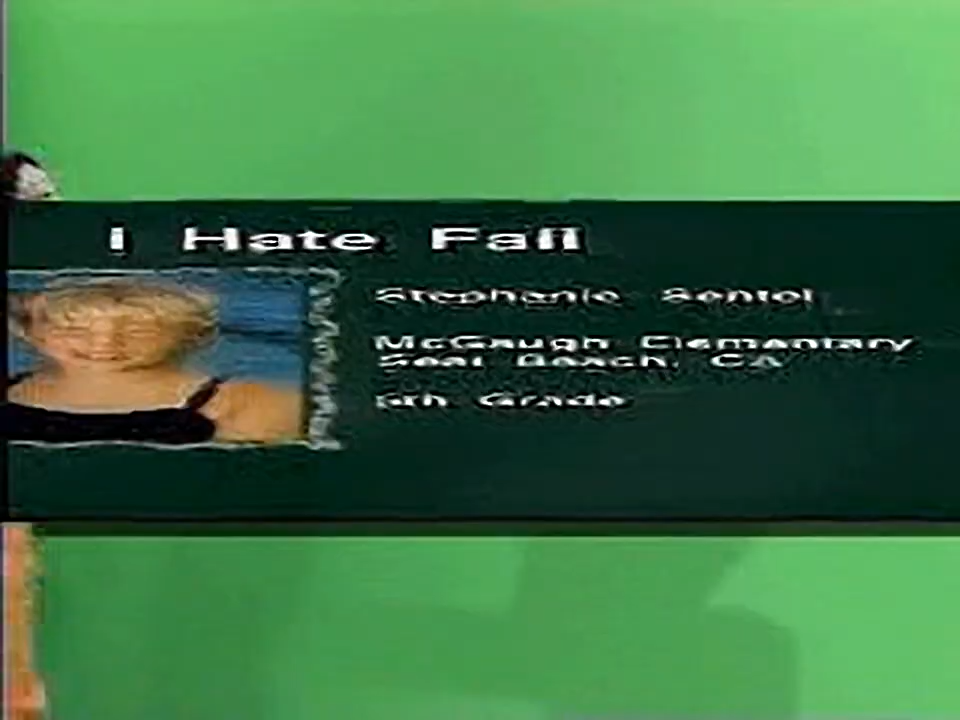 I Hate Fall
Stephanie
McGaugh Elementary
Seal Beach, CA
Grade